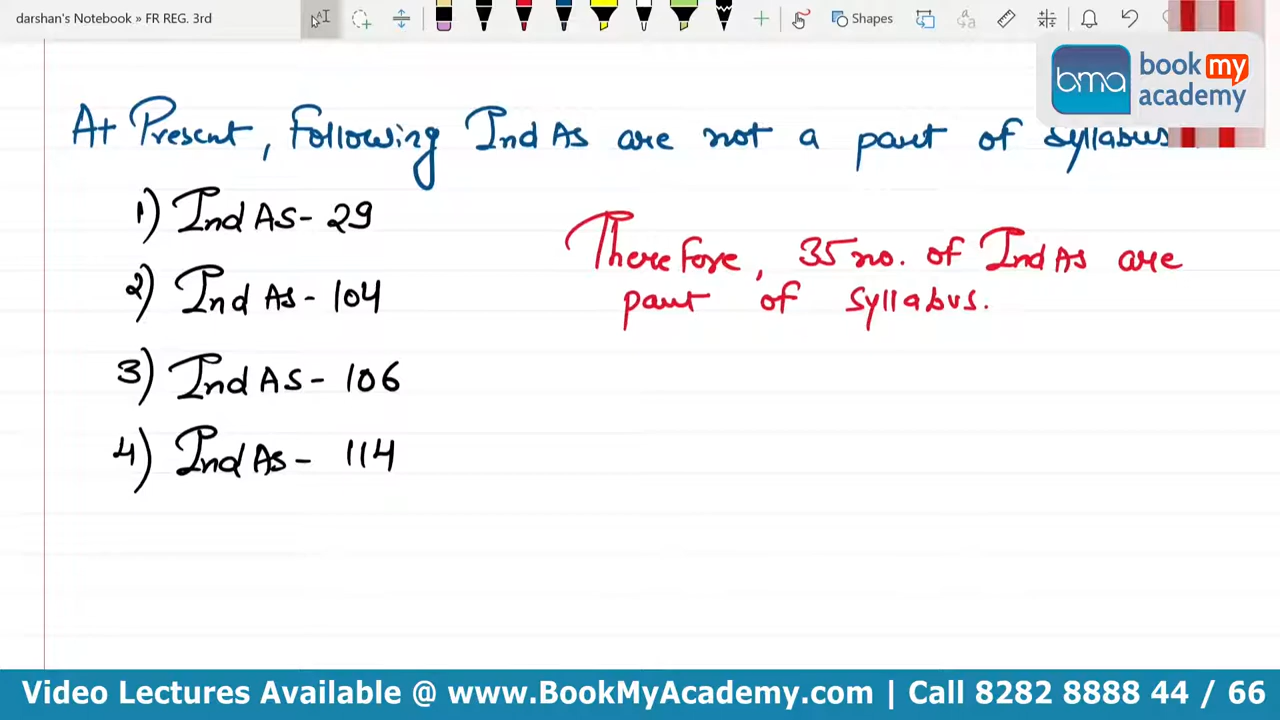 darshan's Notebook » FR REG. 3rd
Shapes
bma book my academy
At Present, Following Ind As are not a part of syllabus
1) Ind AS - 29
2) Ind As - 104
3) Ind AS - 106
4) Ind As - 114
Therefore, 35 no. of Ind As are
part of syllabus.
Video Lectures Available @ www.BookMyAcademy.com | Call 8282 8888 44 / 66